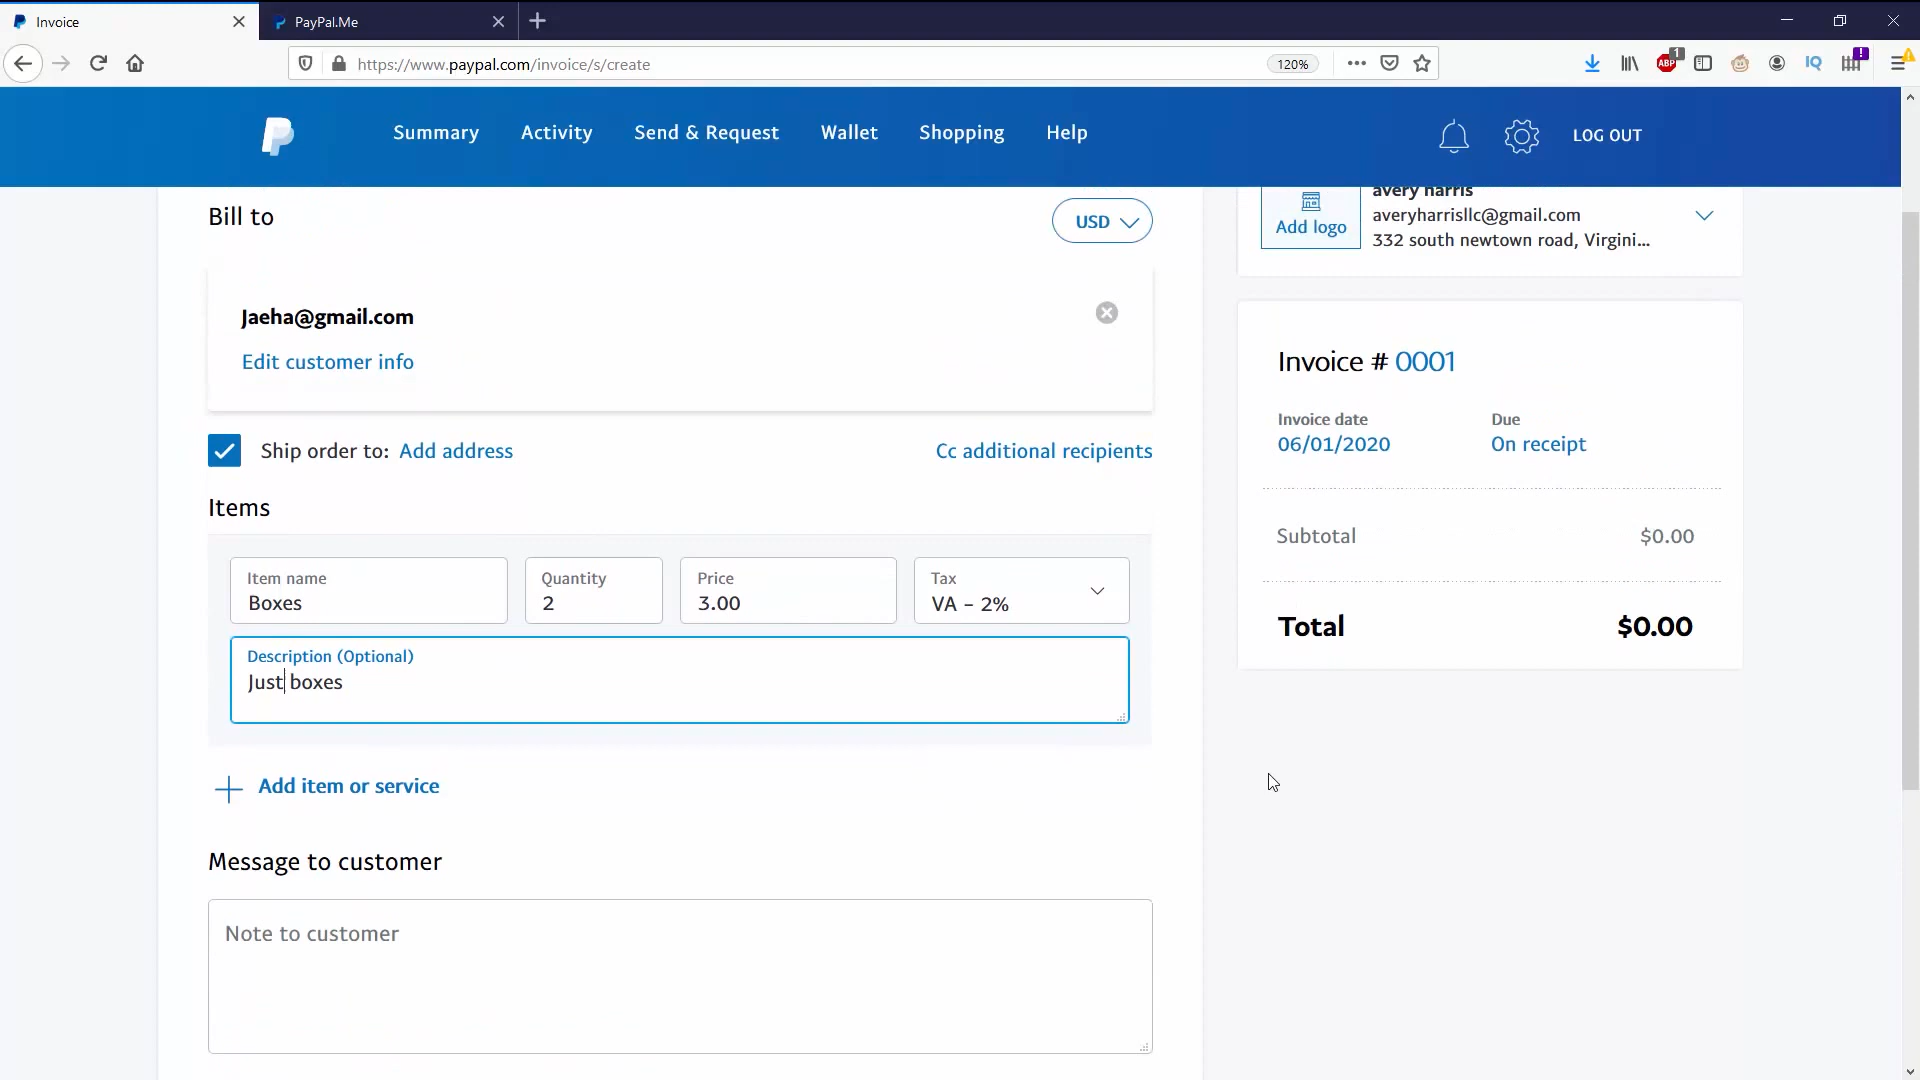 Invoice
PayPal.Me
https://www.paypal.com/invoice/s/create
120%
ABP
1
IQ
!
Summary
Activity
Send & Request
Wallet
Shopping
Help
LOG OUT
Bill to
USD
Jaeha@gmail.com
Edit customer info
Ship order to: Add address
Cc additional recipients
Items
Item name
Boxes
Quantity
2
Price
3.00
Tax
VA - 2%
Description (Optional)
Just boxes
Add item or service
Message to customer
Note to customer
Add logo
avery harris
averyharrisllc@gmail.com
332 south newtown road, Virgini...
Invoice # 0001
Invoice date
06/01/2020
Due
On receipt
Subtotal
$0.00
Total
$0.00